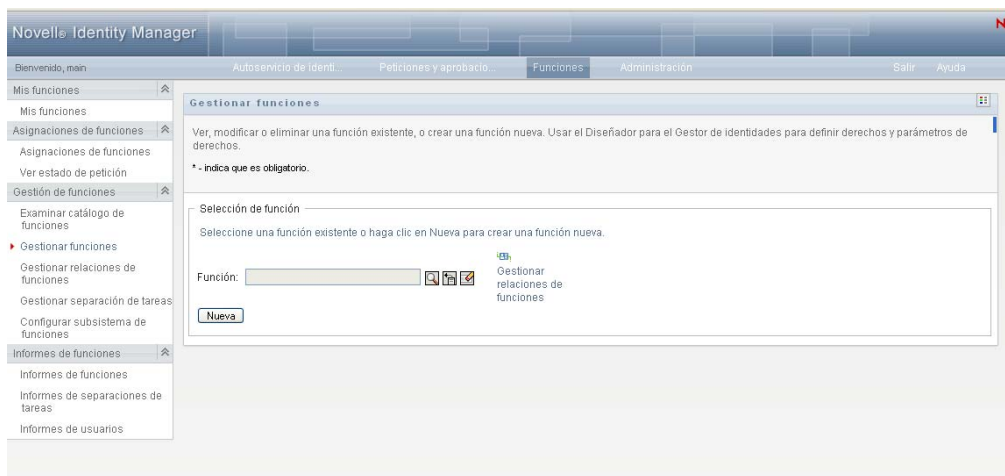 Novell® Identity Manager
N
Bienvenido, main
Autoservicio de identi...
Peticiones y aprobacio...
Funciones
Administración
Salir
Ayuda
Mis funciones
Mis funciones
Asignaciones de funciones
Asignaciones de funciones
Ver estado de petición
Gestión de funciones
Examinar catálogo de
funciones
Gestionar funciones
Gestionar relaciones de
funciones
Gestionar separación de tareas
Configurar subsistema de
funciones
Informes de funciones
Informes de funciones
Informes de separaciones de
tareas
Informes de usuarios
Gestionar funciones
Ver, modificar o eliminar una función existente, o crear una función nueva. Usar el Diseñador para el Gestor de identidades para definir derechos y parámetros de
derechos.
* - indica que es obligatorio.
Selección de función
Seleccione una función existente o haga clic en Nueva para crear una función nueva.
Función:
Gestionar
relaciones de
funciones
Nueva